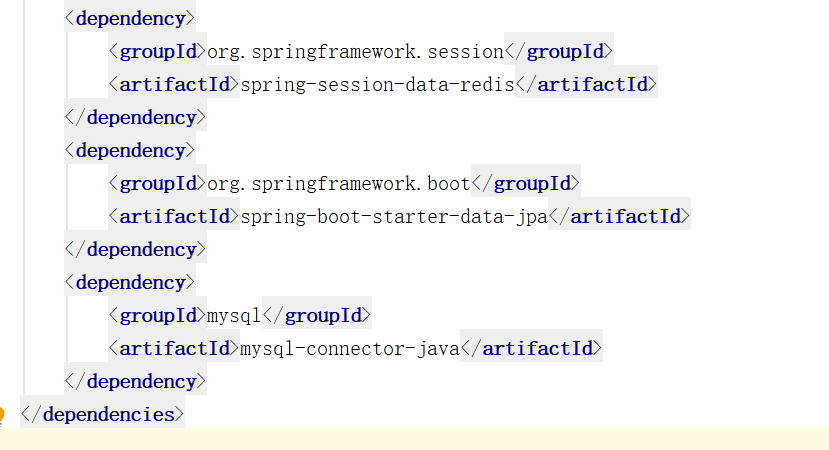 <dependency>
<groupId>org.springframework.session</groupId>
<artifactId>spring-session-data-redis</artifactId>
</dependency>
<dependency>
<groupId>org.springframework.boot</groupId>
<artifactId>spring-boot-starter-data-jpa</artifactId>
</dependency>
<dependency>
<groupId>mysql</groupId>
<artifactId>mysql-connector-java</artifactId>
</dependency>
</dependencies>